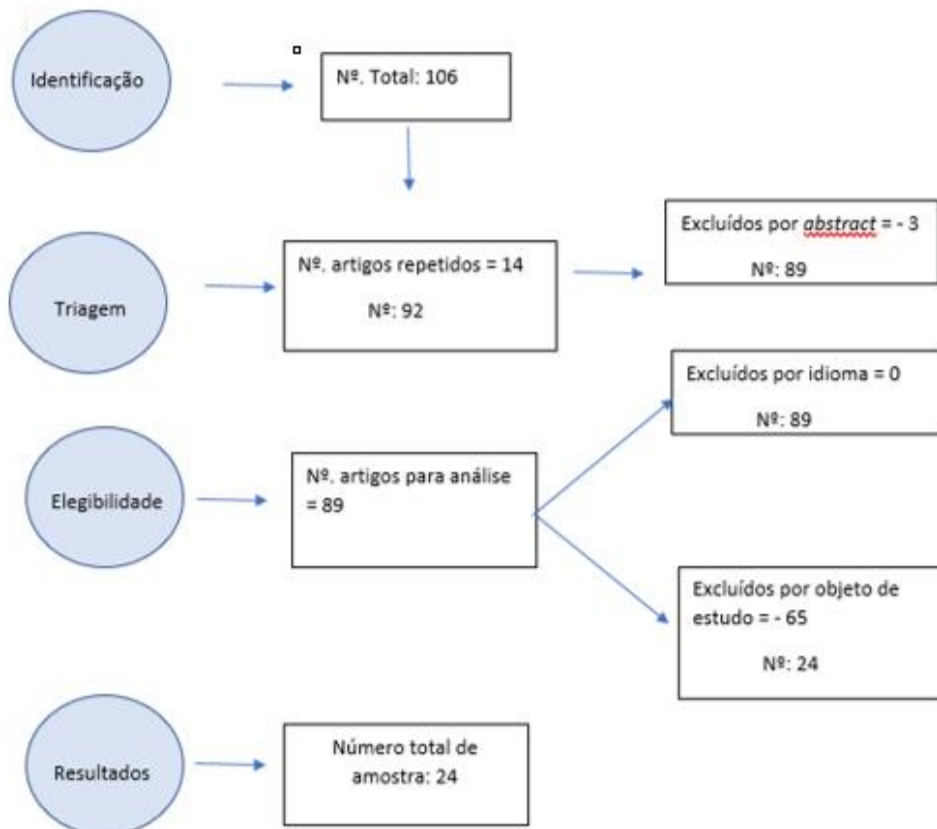 Identificação
Nº. Total: 106
Triagem
Nº. artigos repetidos = 14
Nº: 92
Excluídos por abstract = - 3
Nº: 89
Elegibilidade
Nº. artigos para análise
= 89
Excluídos por idioma = 0
Nº: 89
Excluídos por objeto de
estudo = - 65
Nº: 24
Resultados
Número total de
amostra: 24